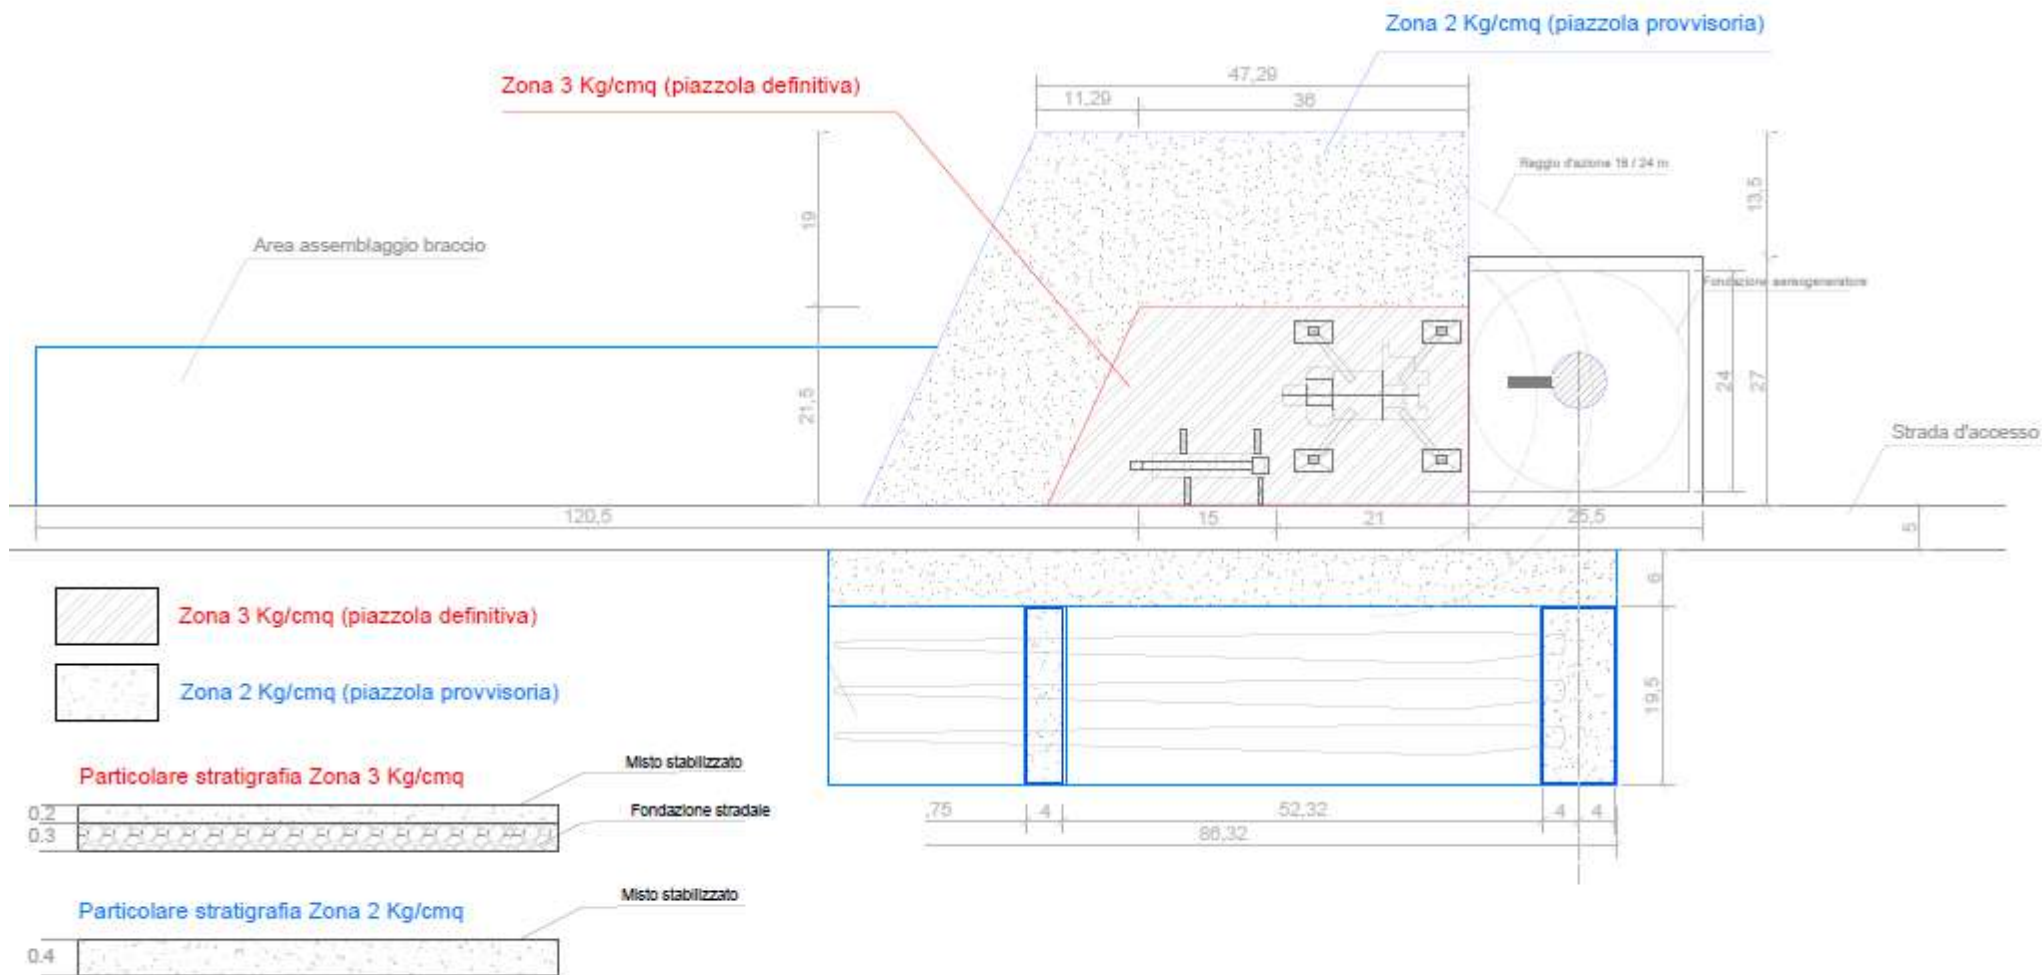 Zona 2 Kg/cmq (piazzola provvisoria)
Zona 3 Kg/cmq (piazzola definitiva)
47,29
11,29
36
Raggio d'azione 18 / 24 m
13,5
19
Area assemblaggio braccio
Fondazione aereogeneratore
24
27
21,5
Strada d'accesso
120,5
15
21
25,5
5
6
Zona 3 Kg/cmq (piazzola definitiva)
Zona 2 Kg/cmq (piazzola provvisoria)
19,5
Particolare stratigrafia Zona 3 Kg/cmq
Misto stabilizzato
0.2
Fondazione stradale
0.3
,75
4
52,32
4
4
86,32
Particolare stratigrafia Zona 2 Kg/cmq
Misto stabilizzato
0.4